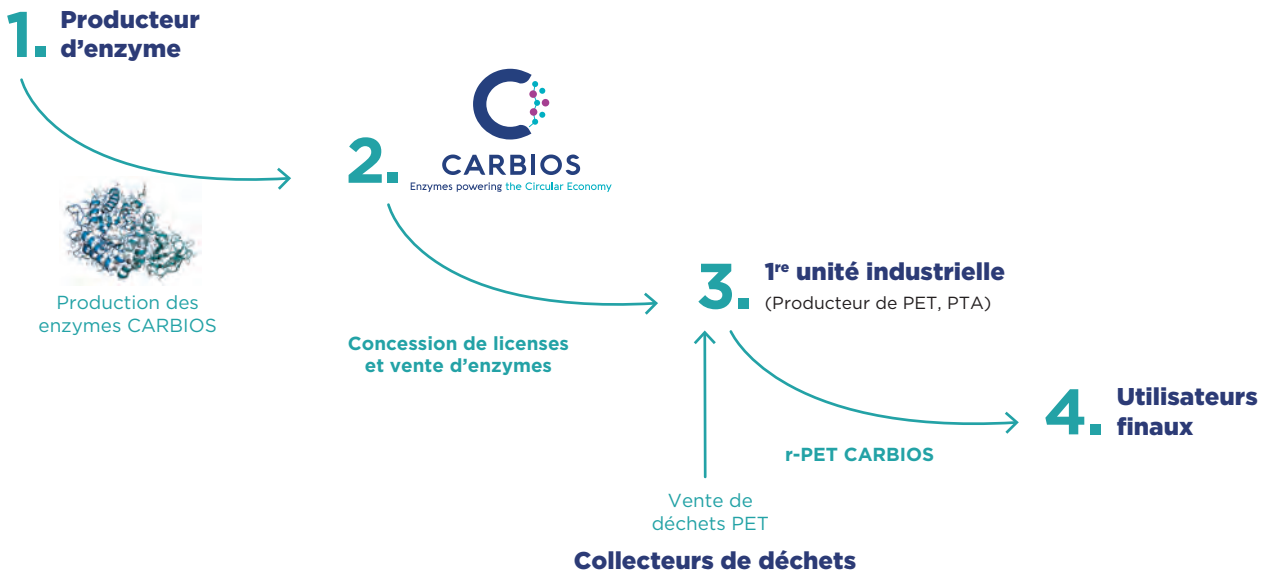 1. Producteur
d'enzyme
Production des
enzymes CARBIOS
2.
CARBIOS
Enzymes powering the Circular Economy
Concession de licenses
et vente d'enzymes
3. 1re unité industrielle
(Producteur de PET, PTA)
Vente de
déchets PET
Collecteurs de déchets
r-PET CARBIOS
4. Utilisateurs
finaux